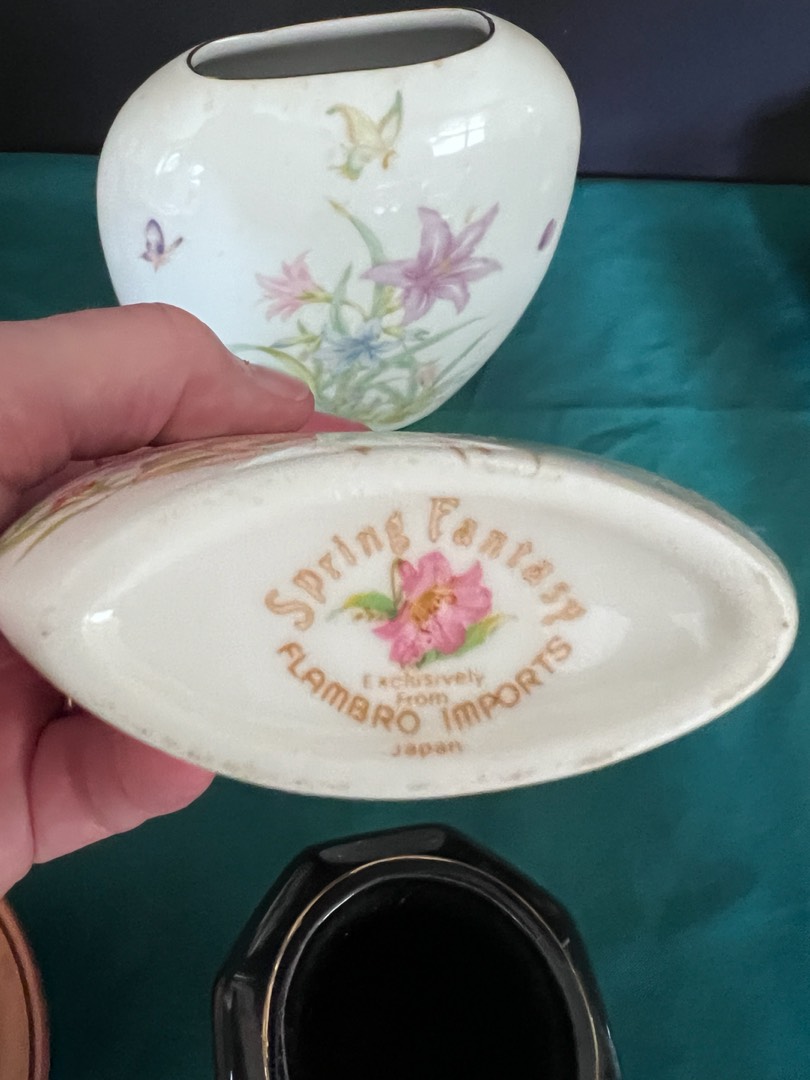 Spring Fantasy
Exclusively
From
FLAMBRO IMPORTS
Japan